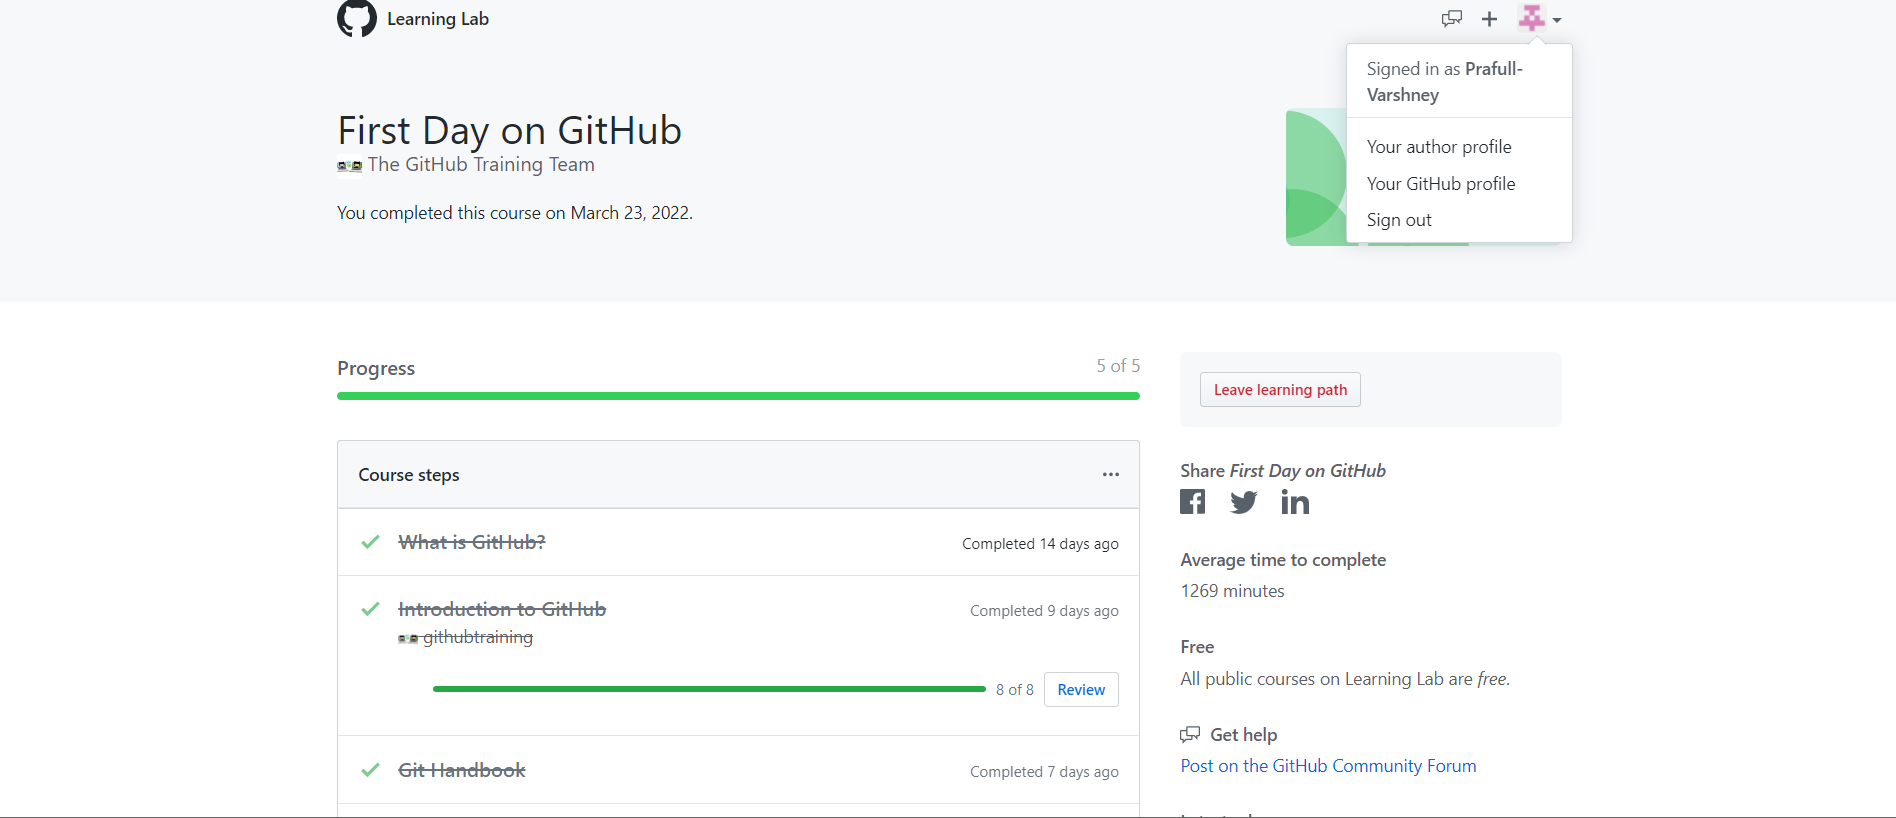 Learning Lab
Signed in as Prafull-
Varshney
Your author profile
Your GitHub profile
Sign out
First Day on GitHub
The GitHub Training Team
You completed this course on March 23, 2022.
Progress
5 of 5
Course steps
What is GitHub?
Completed 14 days ago
Introduction to GitHub
Completed 9 days ago
githubtraining
8 of 8
Review
Git Handbook
Completed 7 days ago
Leave learning path
Share First Day on GitHub
Average time to complete
1269 minutes
Free
All public courses on Learning Lab are free.
Get help
Post on the GitHub Community Forum